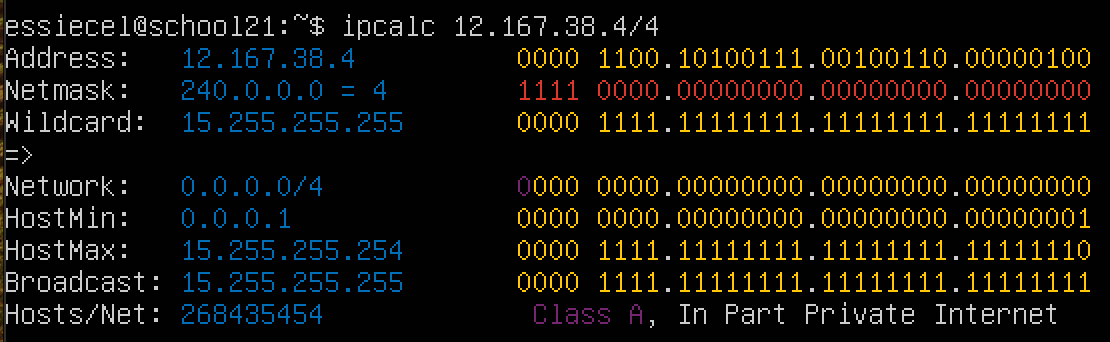 essiecel@school21:~$ ipcalc 12.167.38.4/4
Address: 12.167.38.4 0000 1100.10100111.00100110.00000100
Netmask: 240.0.0.0 = 4 1111 0000.00000000.00000000.00000000
Wildcard: 15.255.255.255 0000 1111.11111111.11111111.11111111
=>
Network: 0.0.0.0/4 0000 0000.00000000.00000000.00000000
HostMin: 0.0.0.1 0000 0000.00000000.00000000.00000001
HostMax: 15.255.255.254 0000 1111.11111111.11111111.11111110
Broadcast: 15.255.255.255 0000 1111.11111111.11111111.11111111
Hosts/Net: 268435454 Class A, In Part Private Internet